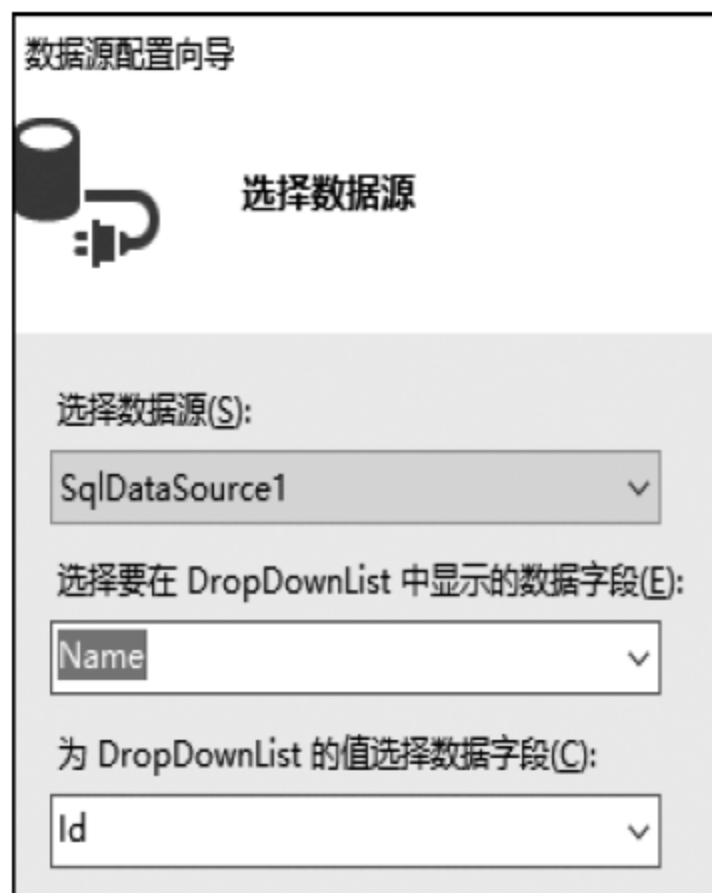 数据源配置向导
选择数据源
选择数据源(S):
SqlDataSource1
选择要在 DropDownList 中显示的数据字段(E):
Name
为 DropDownList 的值选择数据字段(C):
Id